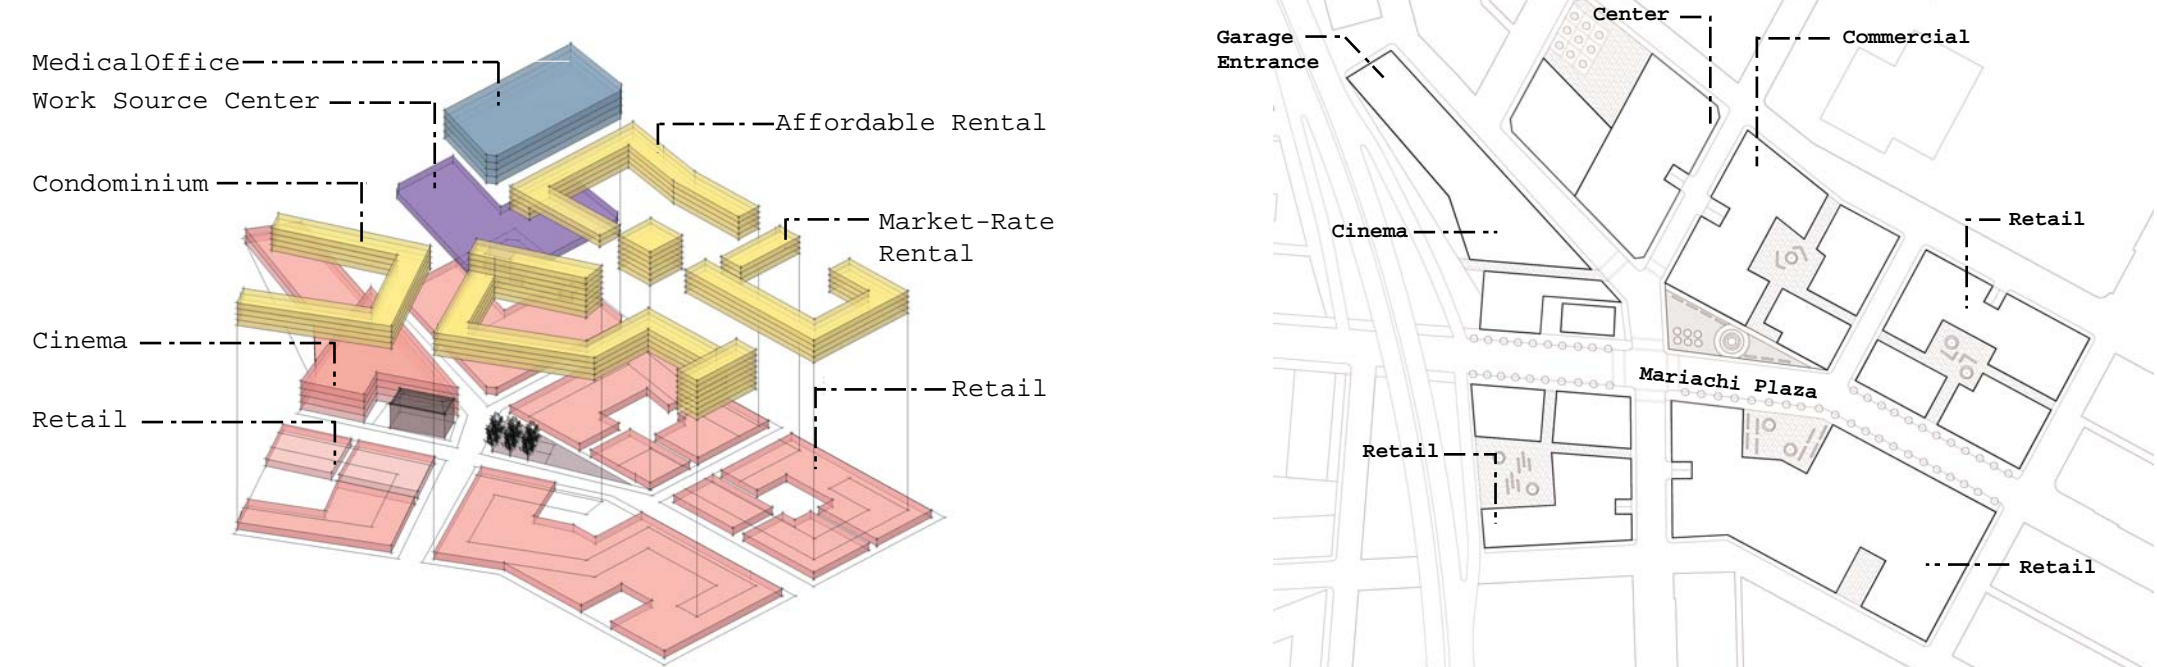 MedicalOffice
Work Source Center
Affordable Rental
Condominium
Market-Rate
Rental
Cinema
Retail
Retail
Center
Garage
Entrance
Commercial
Retail
Cinema
Mariachi Plaza
Retail
Retail